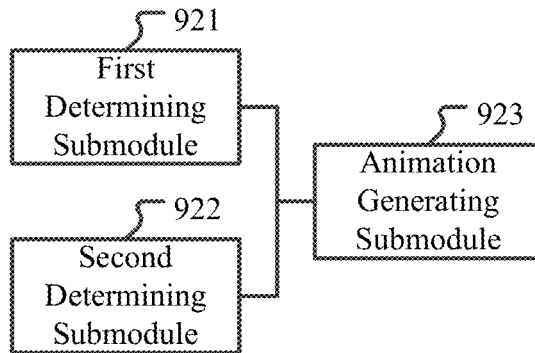 921
First
Determining
Submodule
922
Second
Determining
Submodule
923
Animation
Generating
Submodule